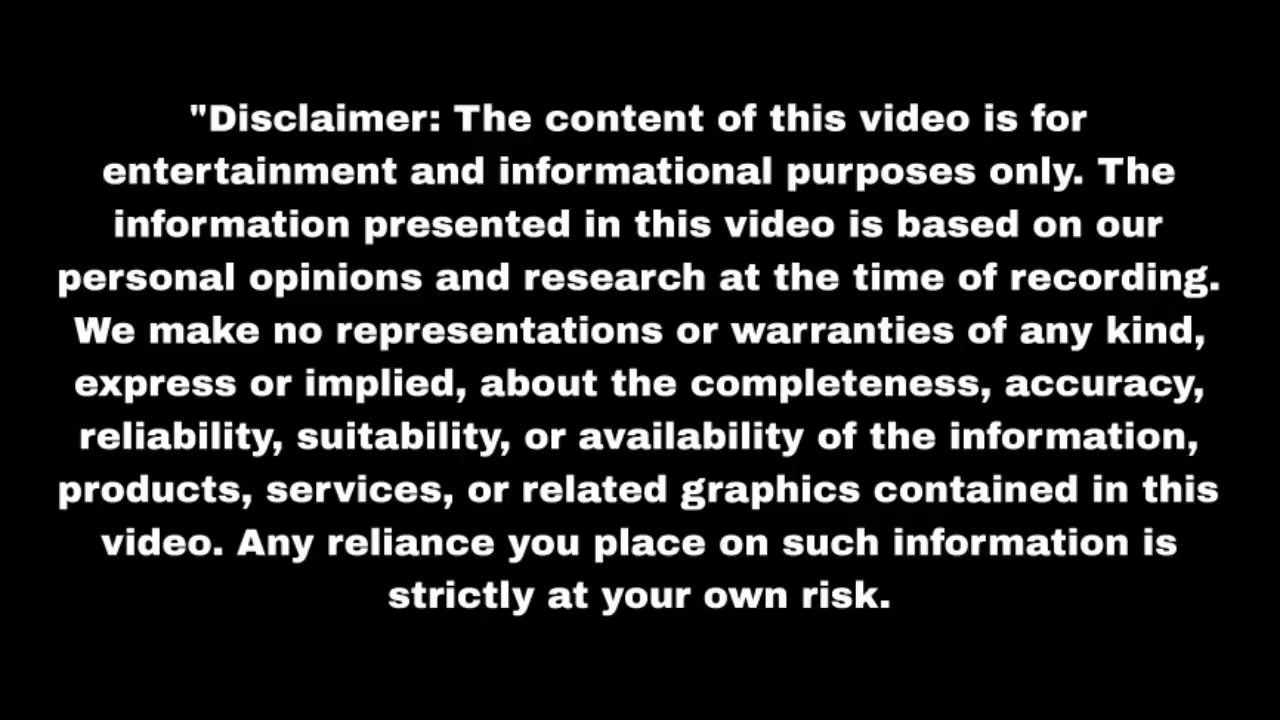 "Disclaimer: The content of this video is for
entertainment and informational purposes only. The
information presented in this video is based on our
personal opinions and research at the time of recording.
We make no representations or warranties of any kind,
express or implied, about the completeness, accuracy,
reliability, suitability, or availability of the information,
products, services, or related graphics contained in this
video. Any reliance you place on such information is
strictly at your own risk.